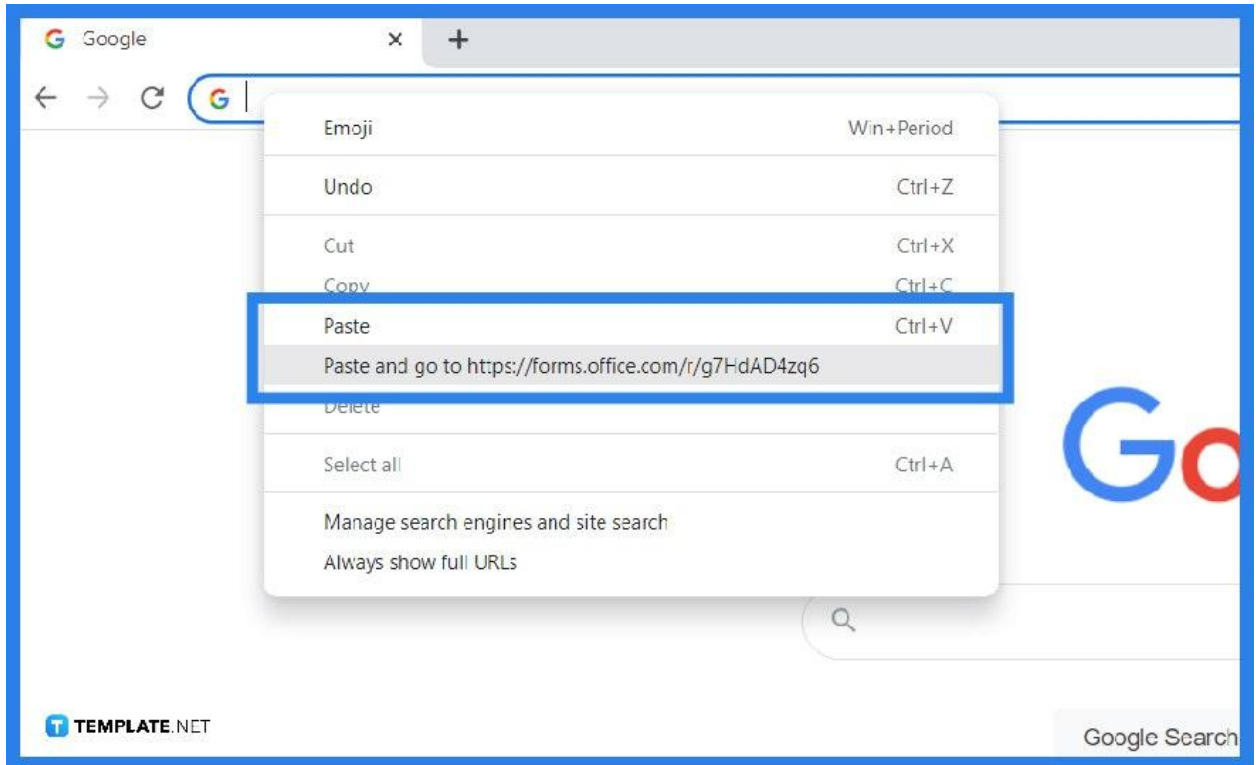 Google
Emoji Win+Period
Undo Ctrl+Z
Cut Ctrl+X
Copy Ctrl+C
Paste Ctrl+V
Paste and go to https://forms.office.com/r/g7HdAD4zq6
Delete
Select all Ctrl+A
Manage search engines and site search
Always show full URLs
Go
TEMPLATE.NET
Google Search